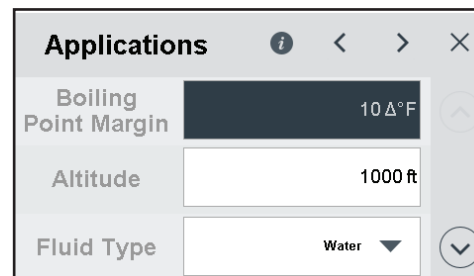 Applications
Boiling
Point Margin
10 Δ°F
Altitude
1000 ft
Fluid Type
Water